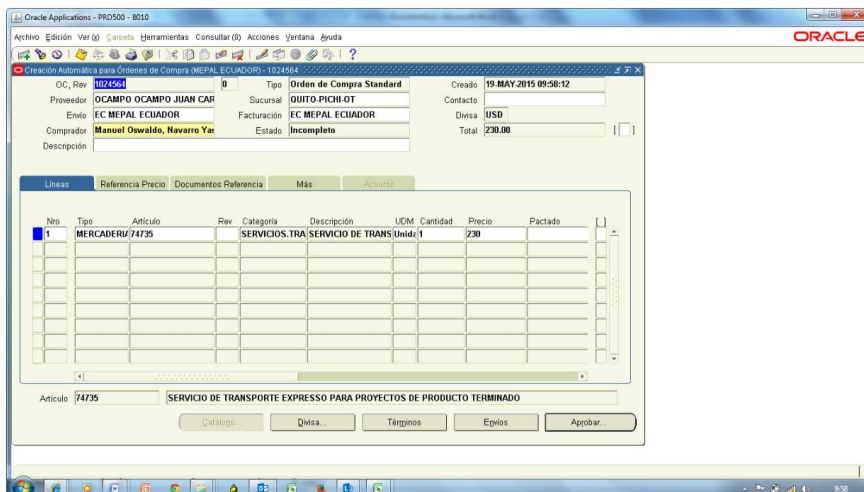 Oracle Applications - PRD500 - 8010
Archivo Edición Ver(x) Carpeta Herramientas Consultar(8) Acciones Ventana Ayuda
ORACLE
Creación Automática para Órdenes de Compra (MEPAL ECUADOR) - 1024564
OC, Rev 1024564 0 Tipo Orden de Compra Standard Creado 19-MAY-2015 09:58:12
Proveedor OCAMPO OCAMPO JUAN CAR Sucursal QUITO-PICHI-OT Contacto
Envío EC MEPAL ECUADOR Facturación EC MEPAL ECUADOR Divisa USD
Comprador Manuel Oswaldo, Navarro Yas Estado Incompleto Total 230.00 [ ]
Descripción
Líneas Referencia Precio Documentos Referencia Más Acuerdo
Nro Tipo Artículo Rev Categoría Descripción UDM Cantidad Precio Pactado [ ]
1 MERCADERIA 74735 SERVICIOS.TRA SERVICIO DE TRANS Unida 1 230
Artículo 74735 SERVICIO DE TRANSPORTE EXPRESSO PARA PROYECTOS DE PRODUCTO TERMINADO
Catálogo... Divisa... Términos Envíos Aprobar...
9:58